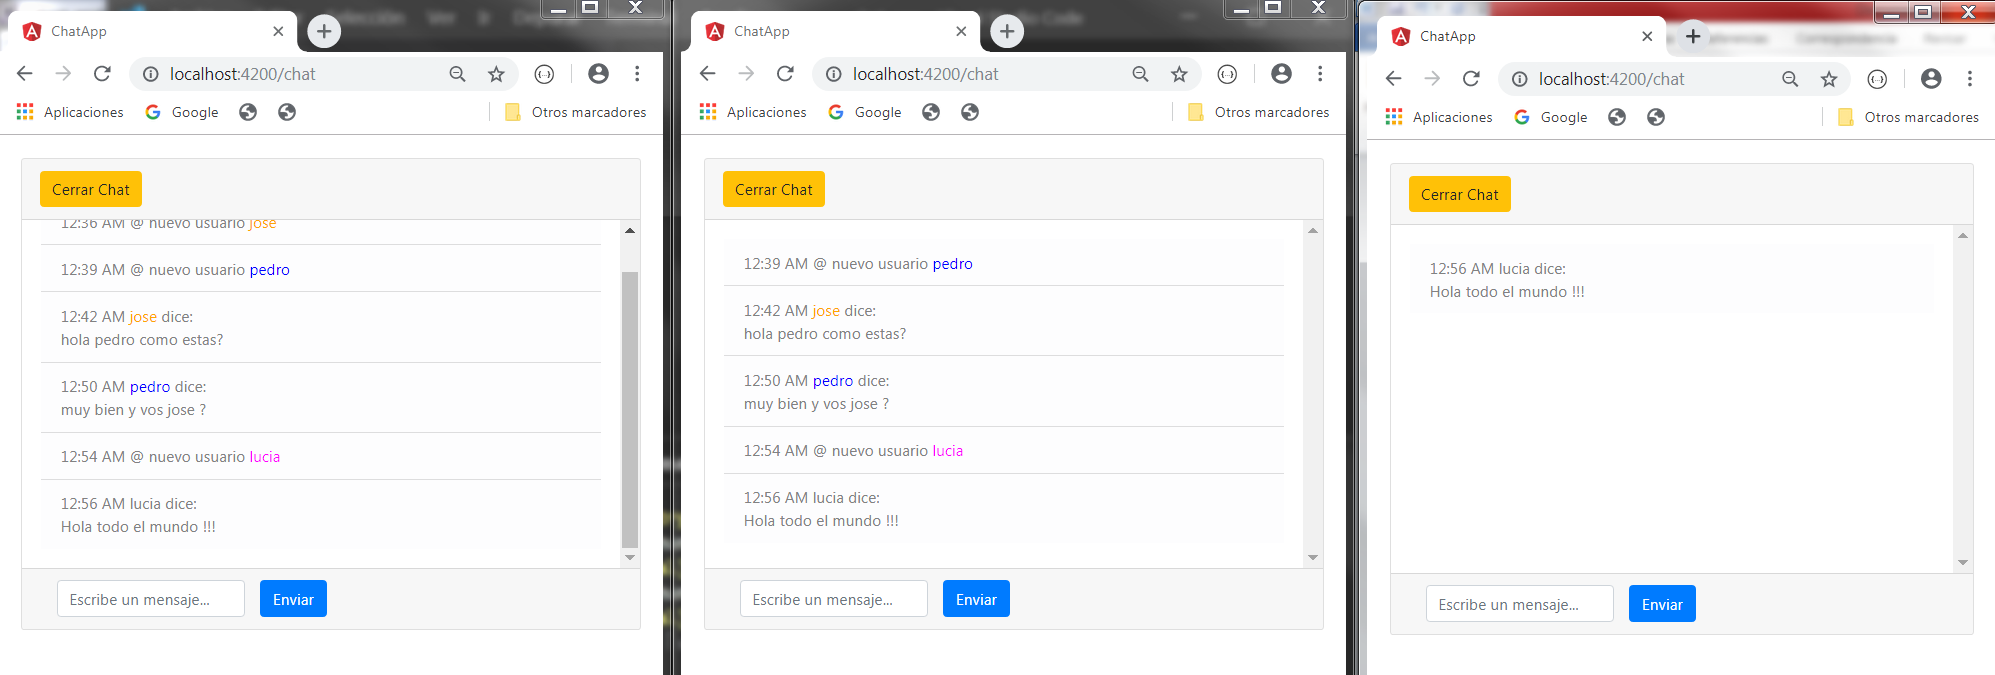 Selección Ver Ir
ChatApp
localhost:4200/chat
Aplicaciones Google Otros marcadores
Cerrar Chat
12:36 AM @ nuevo usuario jose
12:39 AM @ nuevo usuario pedro
12:42 AM jose dice:
hola pedro como estas?
12:50 AM pedro dice:
muy bien y vos jose ?
12:54 AM @ nuevo usuario lucia
12:56 AM lucia dice:
Hola todo el mundo !!!
Escribe un mensaje... Enviar
Code
ChatApp
localhost:4200/chat
Aplicaciones Google Otros marcadores
Cerrar Chat
12:39 AM @ nuevo usuario pedro
12:42 AM jose dice:
hola pedro como estas?
12:50 AM pedro dice:
muy bien y vos jose ?
12:54 AM @ nuevo usuario lucia
12:56 AM lucia dice:
Hola todo el mundo !!!
Escribe un mensaje... Enviar
Correspondencia
ChatApp
localhost:4200/chat
Aplicaciones Google Otros marcadores
Cerrar Chat
12:56 AM lucia dice:
Hola todo el mundo !!!
Escribe un mensaje... Enviar